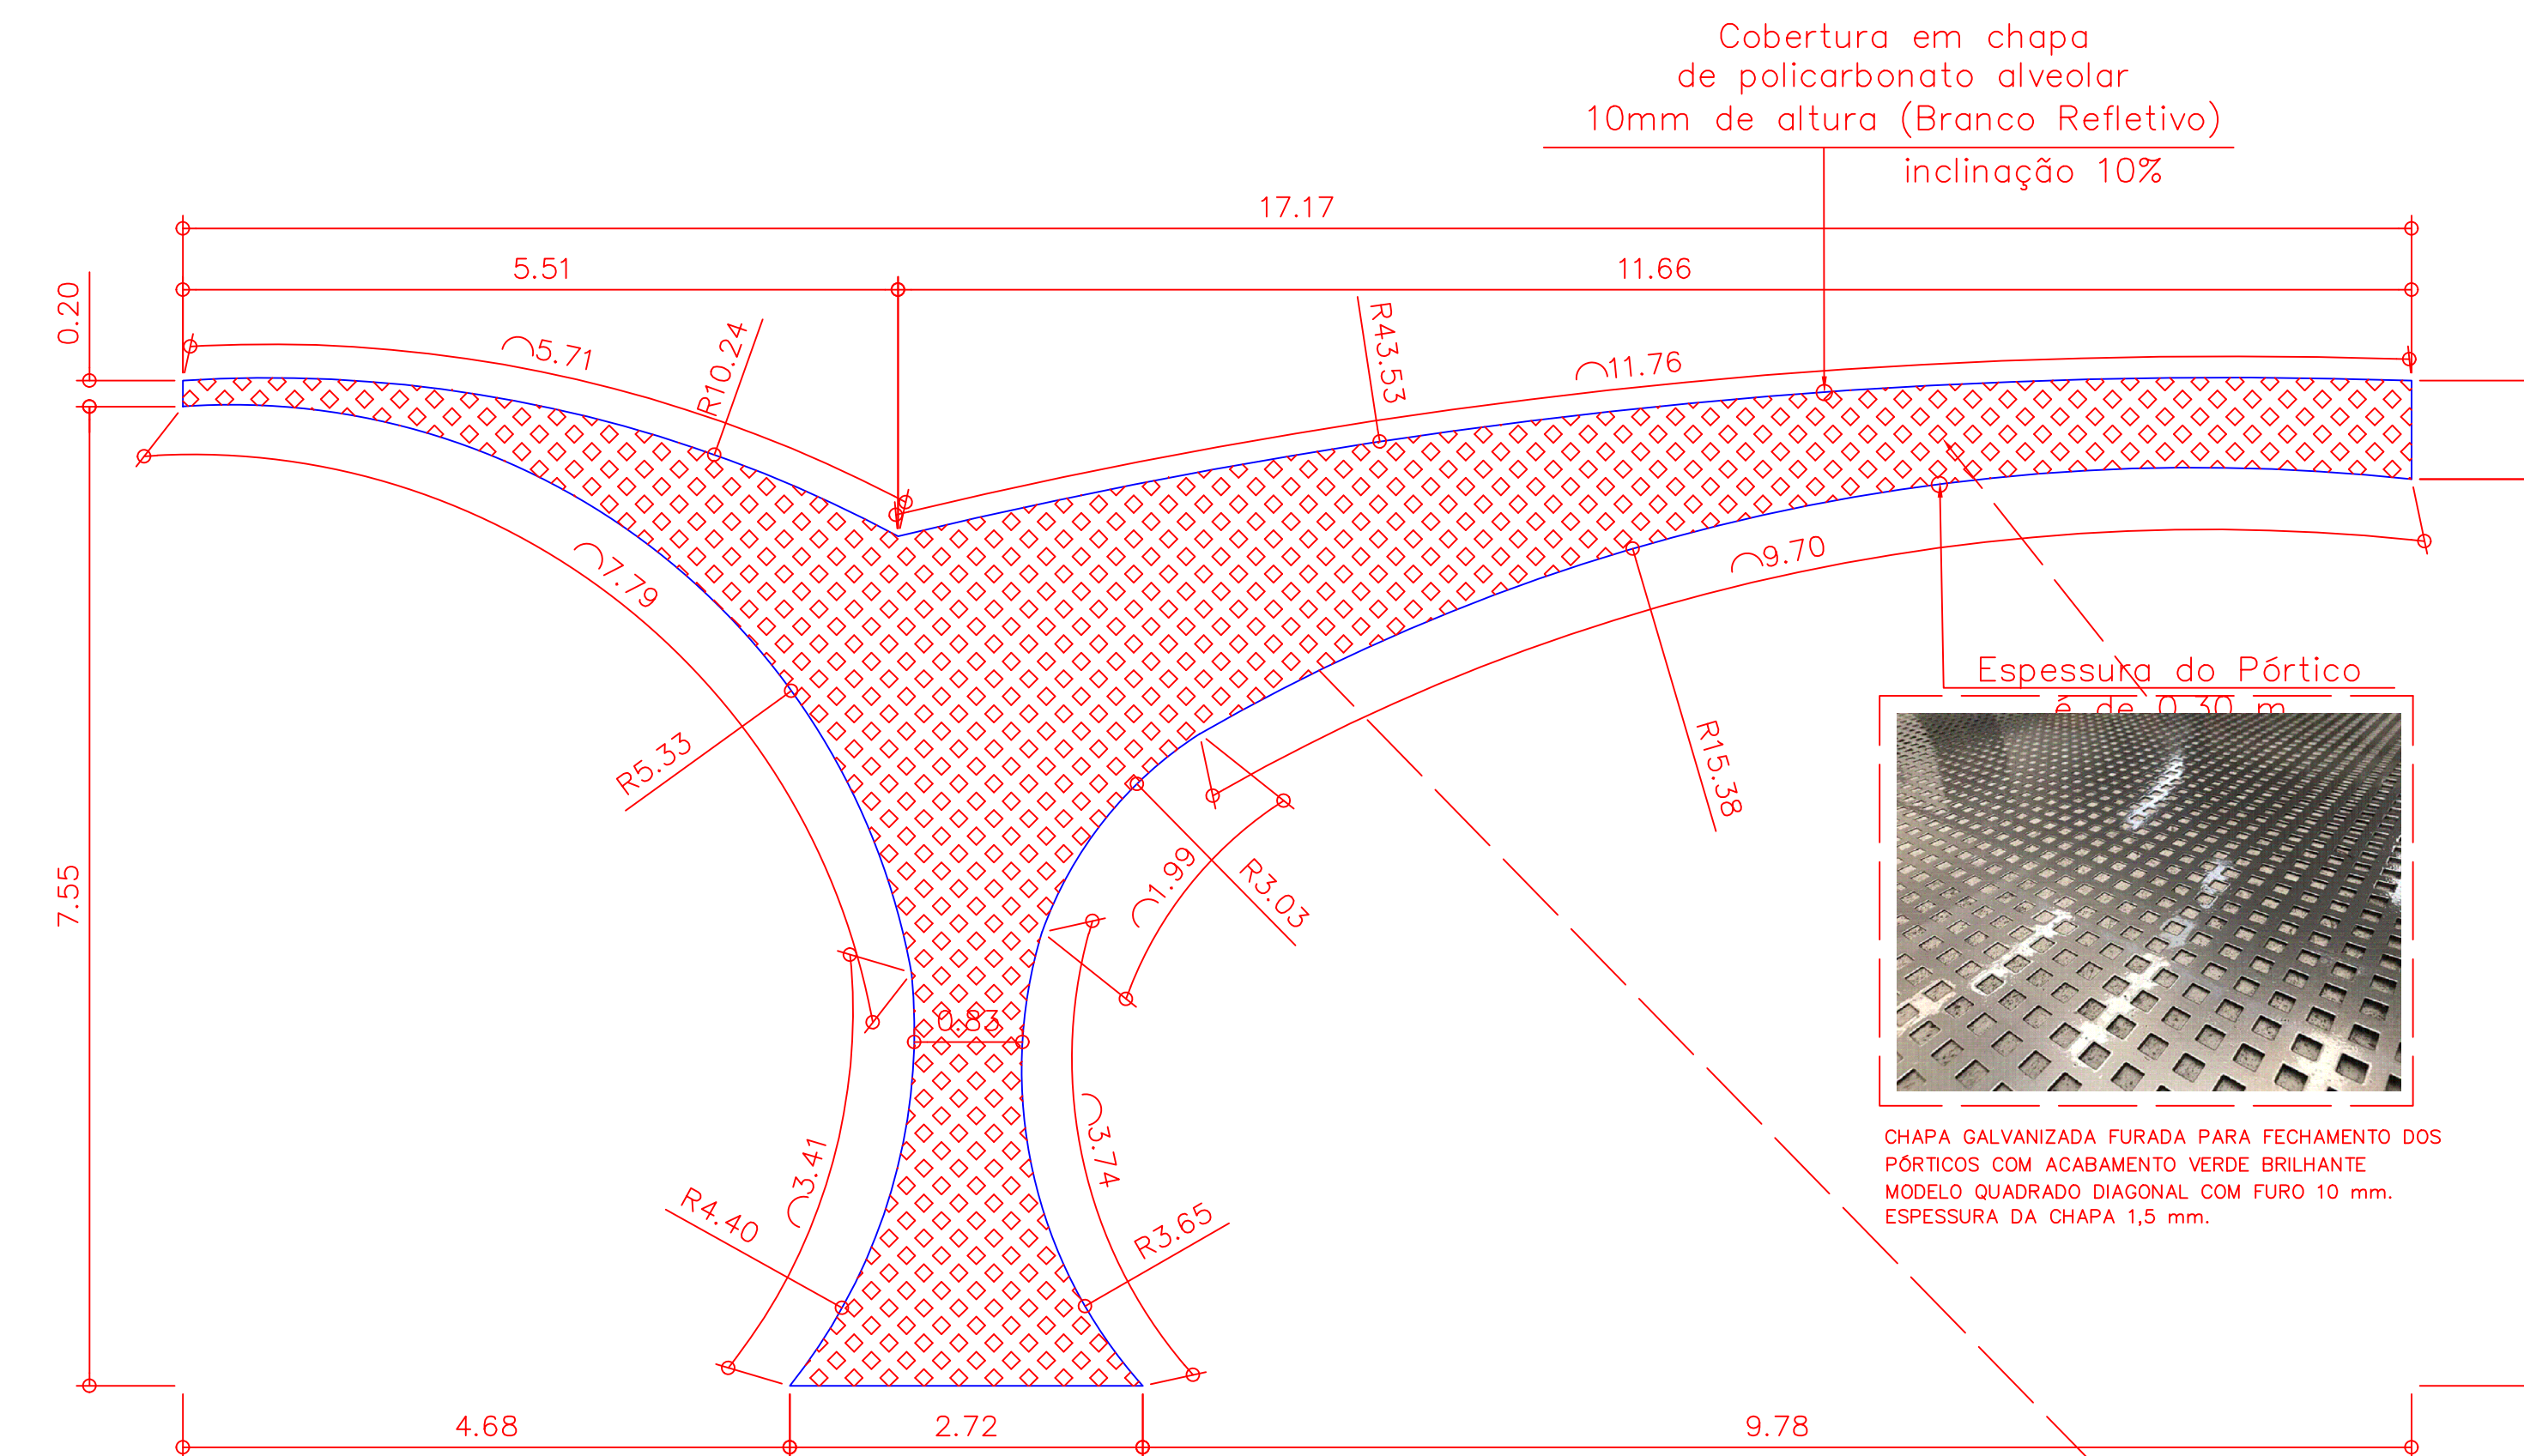 Cobertura em chapa
de policarbonato alveolar
10mm de altura (Branco Refletivo)
inclinação 10%
17.17
5.51
11.66
0.20
5.71
R10.24
R43.53
11.76
7.79
9.70
Espessura do Pórtico
é de 0.30 m
R5.33
R15.38
1.99
R3.03
7.55
0.83
3.41
3.74
R4.40
R3.65
CHAPA GALVANIZADA FURADA PARA FECHAMENTO DOS
PÓRTICOS COM ACABAMENTO VERDE BRILHANTE
MODELO QUADRADO DIAGONAL COM FURO 10 mm.
ESPESSURA DA CHAPA 1,5 mm.
4.68
2.72
9.78